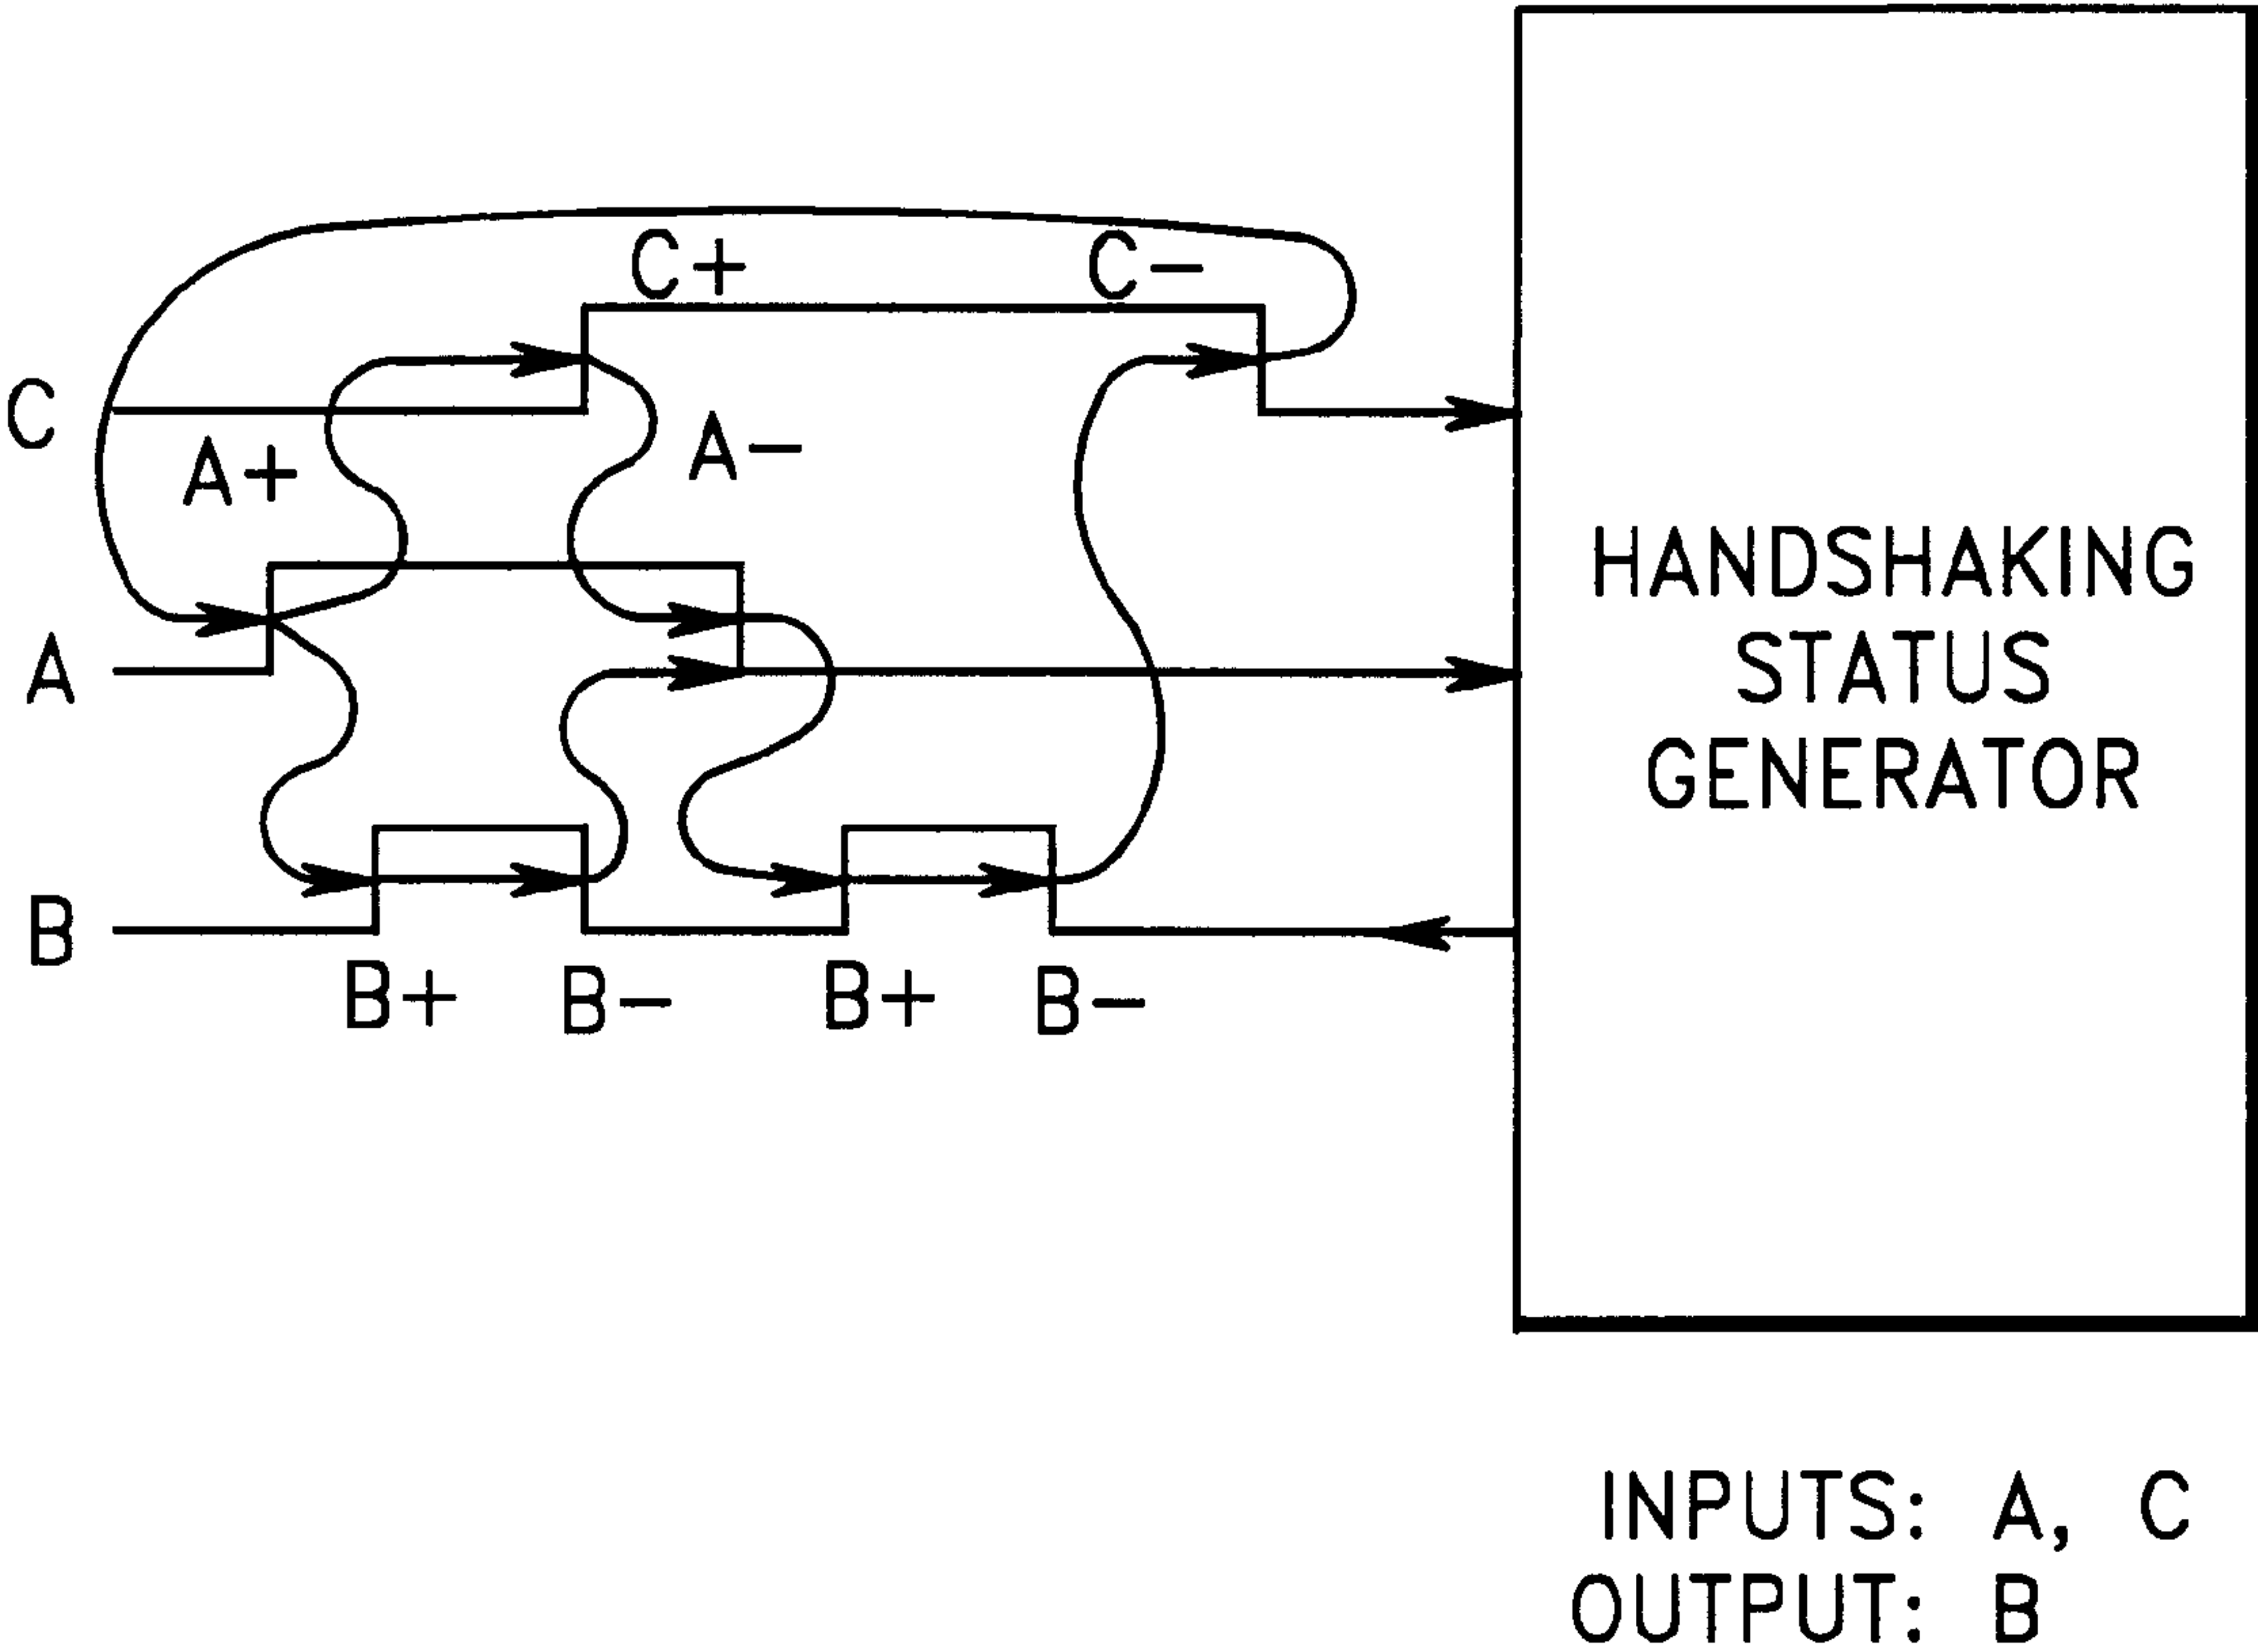 C+ C-
C
A+ A-
A
B
B+ B- B+ B-
HANDSHAKING
STATUS
GENERATOR
INPUTS: A, C
OUTPUT: B